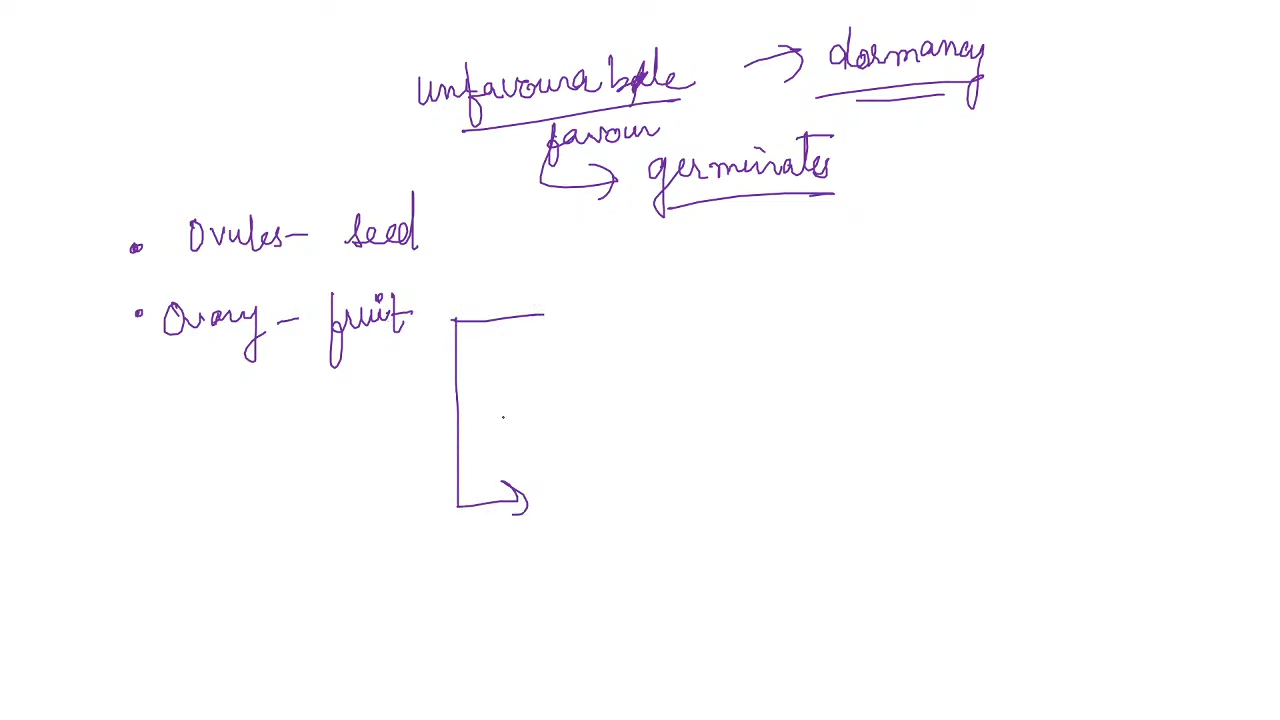 unfavourable → dormancy
favour
germinates
• Ovules - seed
• Ovary - fruit